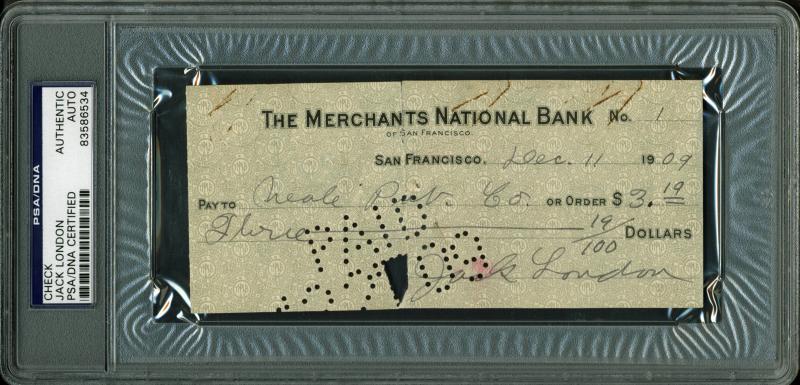 PSA/DNA
CHECK
JACK LONDON
PSA/DNA CERTIFIED
AUTHENTIC
AUTO
83586534
THE MERCHANTS NATIONAL BANK No. 1
OF SAN FRANCISCO.
SAN FRANCISCO. Dec. 11 1909
PAY TO Neale Pub. Co. OR ORDER $ 3.19
Three 19/100 DOLLARS
PAID
Jack London